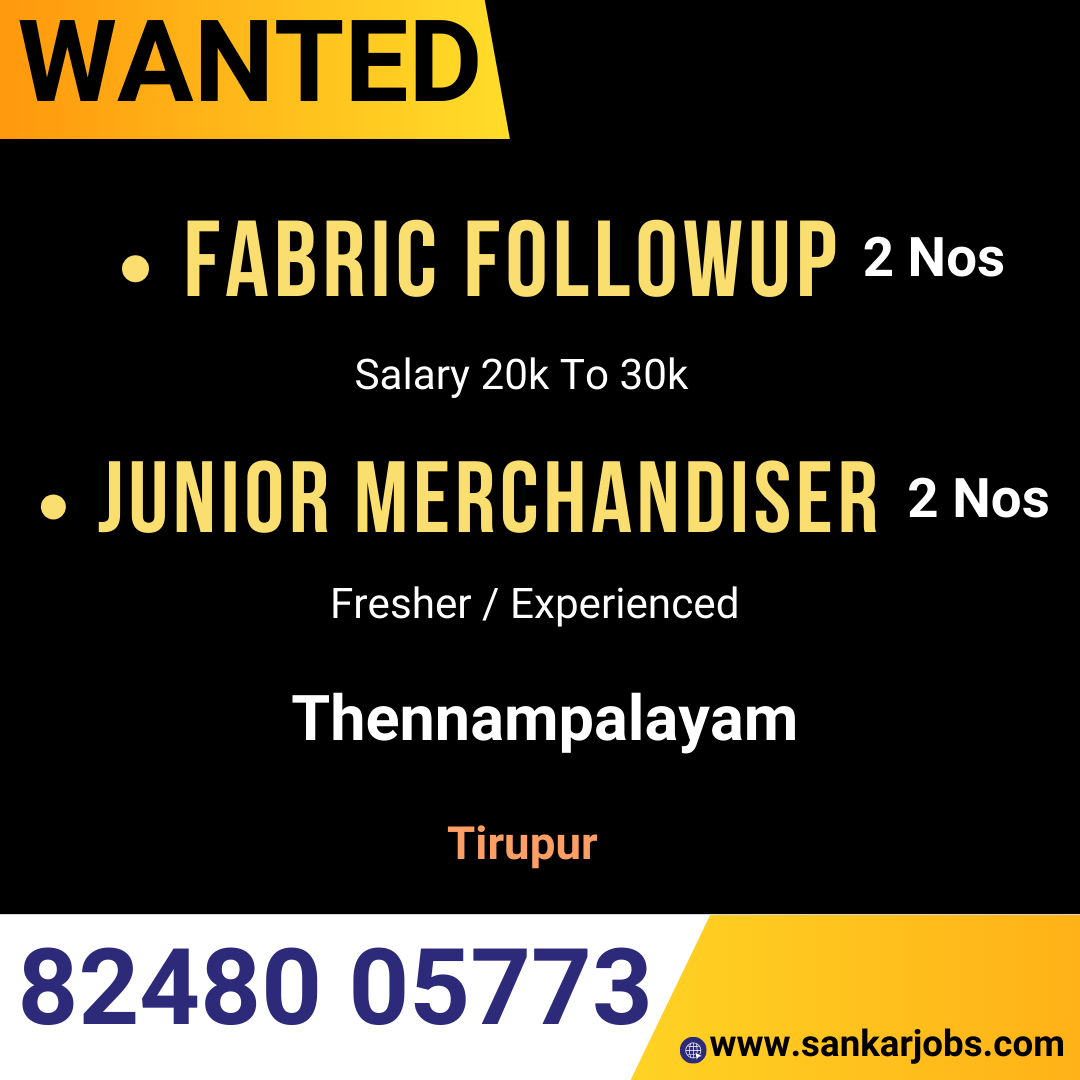 WANTED
• FABRIC FOLLOWUP 2 Nos
Salary 20k To 30k
• JUNIOR MERCHANDISER 2 Nos
Fresher / Experienced
Thennampalayam
Tirupur
82480 05773
www.sankarjobs.com